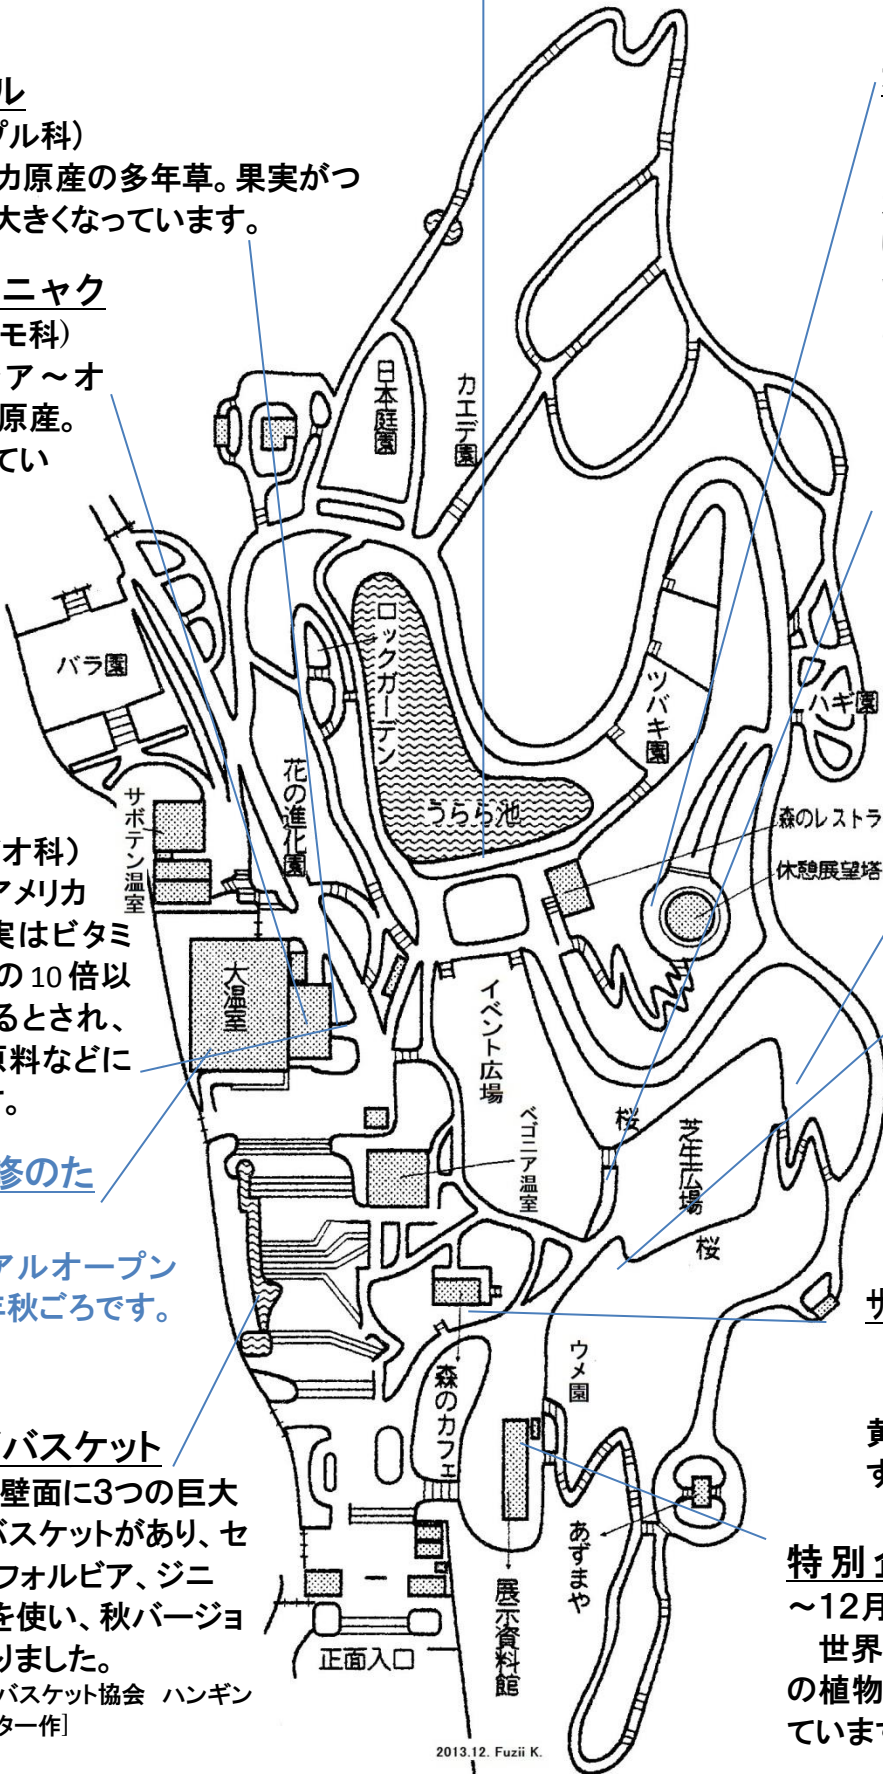 ル
プル科）
カ原産の多年草。果実がつ
大きくなっています。
ニャク
モ科)
ア～オ
原産。
てい
オ科）
アメリカ
実はビタミ
の10倍以
るとされ、
原料などに
す。
修のた
アルオープン
年秋ごろです。
バスケット
壁面に3つの巨大
バスケットがあり、セ
フォルビア、ジニ
を使い、秋バージョ
りました。
バスケット協会　ハンギン
ター作]
日本庭園
カエデ園
ロックガーデン
バラ園
ツバキ園
ハギ園
花の進化園
サボテン温室
うらら池
森のレストラ
休憩展望塔
大温室
イベント広場
ベゴニア温室
桜
芝生広場
桜
ウメ園
森のカフェ
あずまや
展示資料館
正面入口
サ
黄
す
特別企
～12月
世界
の植物
ています
2013.12. Fuzii K.